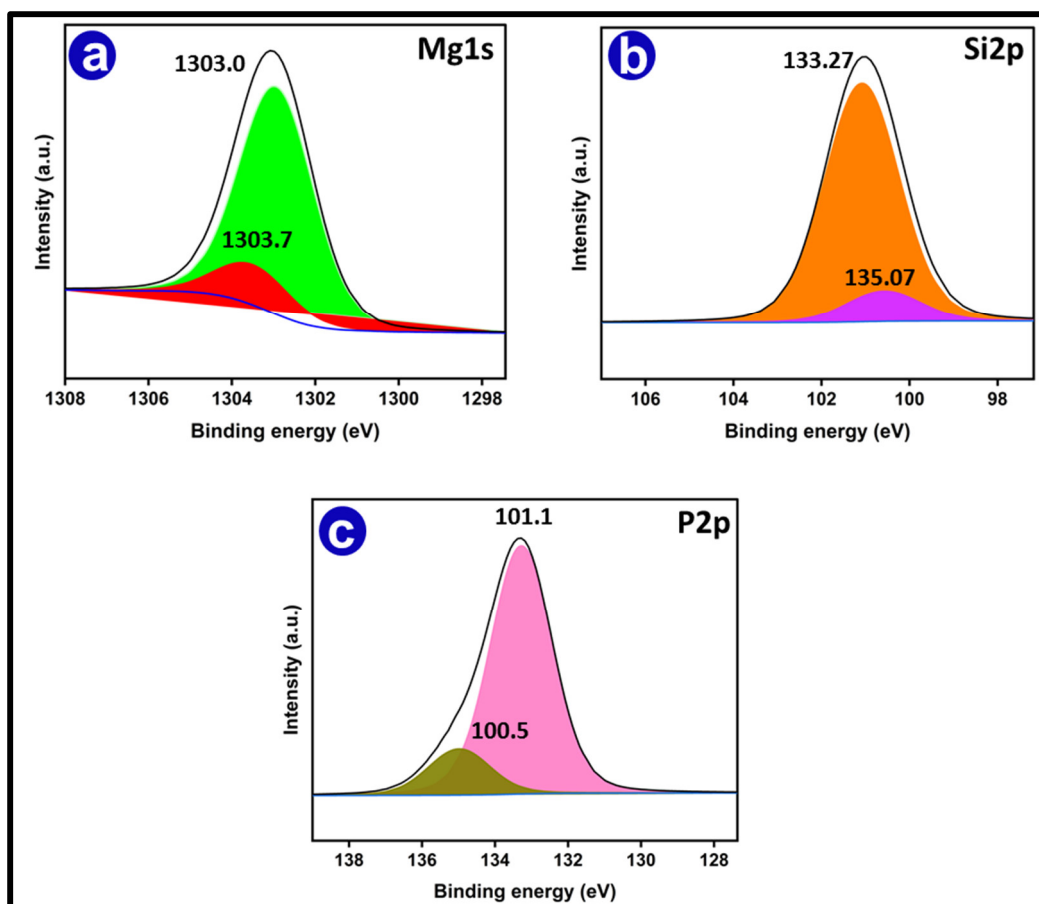 a
Mg1s
1303.0
1303.7
Intensity (a.u.)
1308 1306 1304 1302 1300 1298
Binding energy (eV)
b
Si2p
133.27
135.07
Intensity (a.u.)
106 104 102 100 98
Binding energy (eV)
c
P2p
101.1
100.5
Intensity (a.u.)
138 136 134 132 130 128
Binding energy (eV)